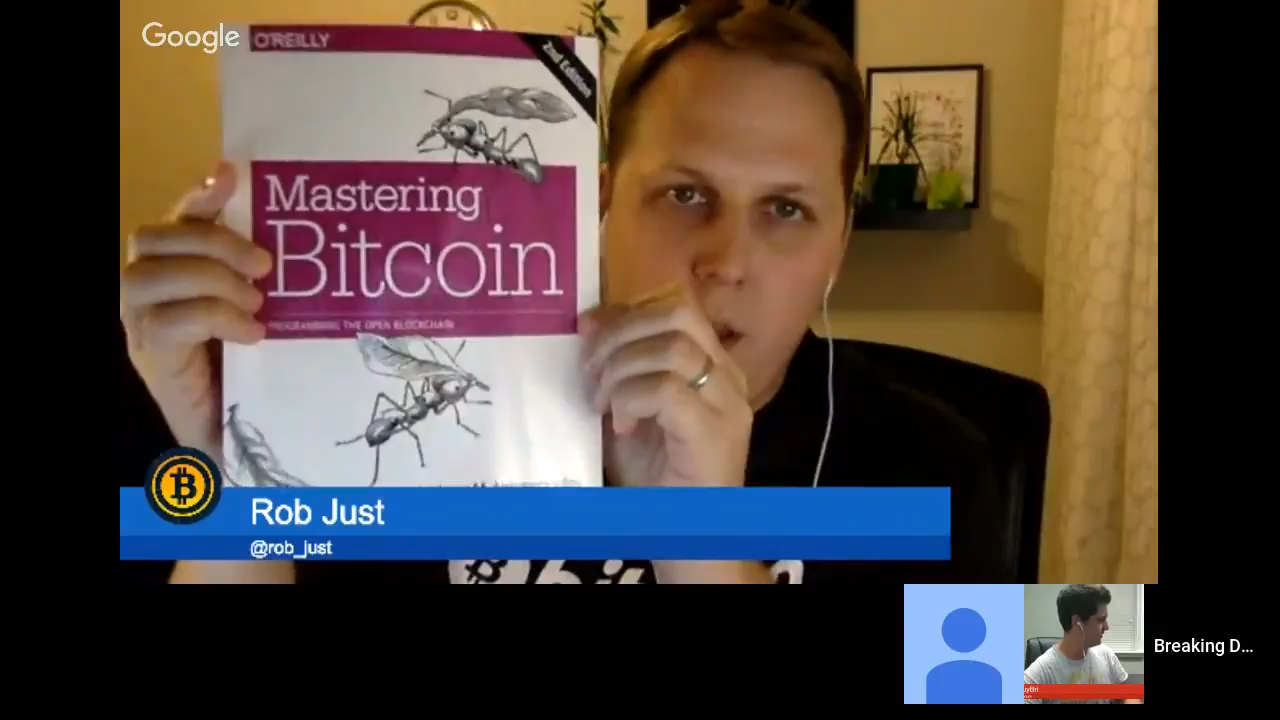 Google
O'REILLY
2nd Edition
Mastering
Bitcoin
PROGRAMMING THE OPEN BLOCKCHAIN
Rob Just
@rob_just
Breaking D...